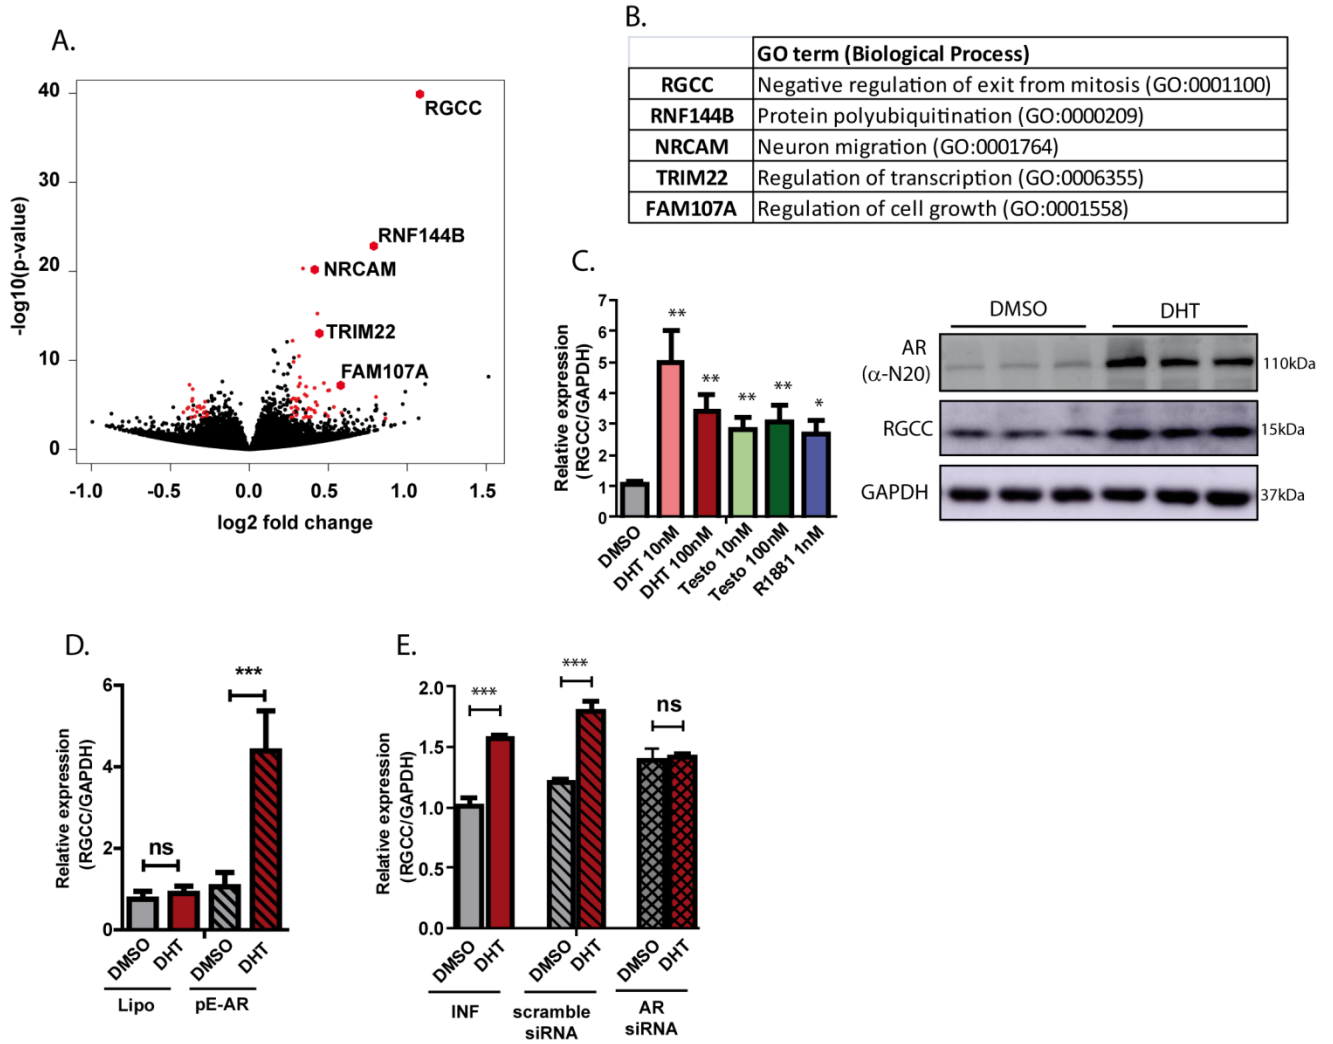 A.
40
30
20
10
0
-log10(p-value)
RGCC
RNF144B
NRCAM
TRIM22
FAM107A
-1.0 -0.5 0.0 0.5 1.0 1.5
log2 fold change
B.
GO term (Biological Process)
RGCC Negative regulation of exit from mitosis (GO:0001100)
RNF144B Protein polyubiquitination (GO:0000209)
NRCAM Neuron migration (GO:0001764)
TRIM22 Regulation of transcription (GO:0006355)
FAM107A Regulation of cell growth (GO:0001558)
C.
Relative expression
(RGCC/GAPDH)
7
6
5
4
3
2
1
0
** ** ** ** *
DMSO
DHT 10nM
DHT 100nM
Testo 10nM
Testo 100nM
R1881 1nM
DMSO DHT
AR
(α-N20)
110kDa
RGCC 15kDa
GAPDH 37kDa
D.
Relative expression
(RGCC/GAPDH)
6
4
2
0
ns ***
DMSO DHT DMSO DHT
Lipo pE-AR
E.
Relative expression
(RGCC/GAPDH)
2.0
1.5
1.0
0.5
0.0
*** *** ns
DMSO DHT DMSO DHT DMSO DHT
INF
scramble
siRNA
AR
siRNA